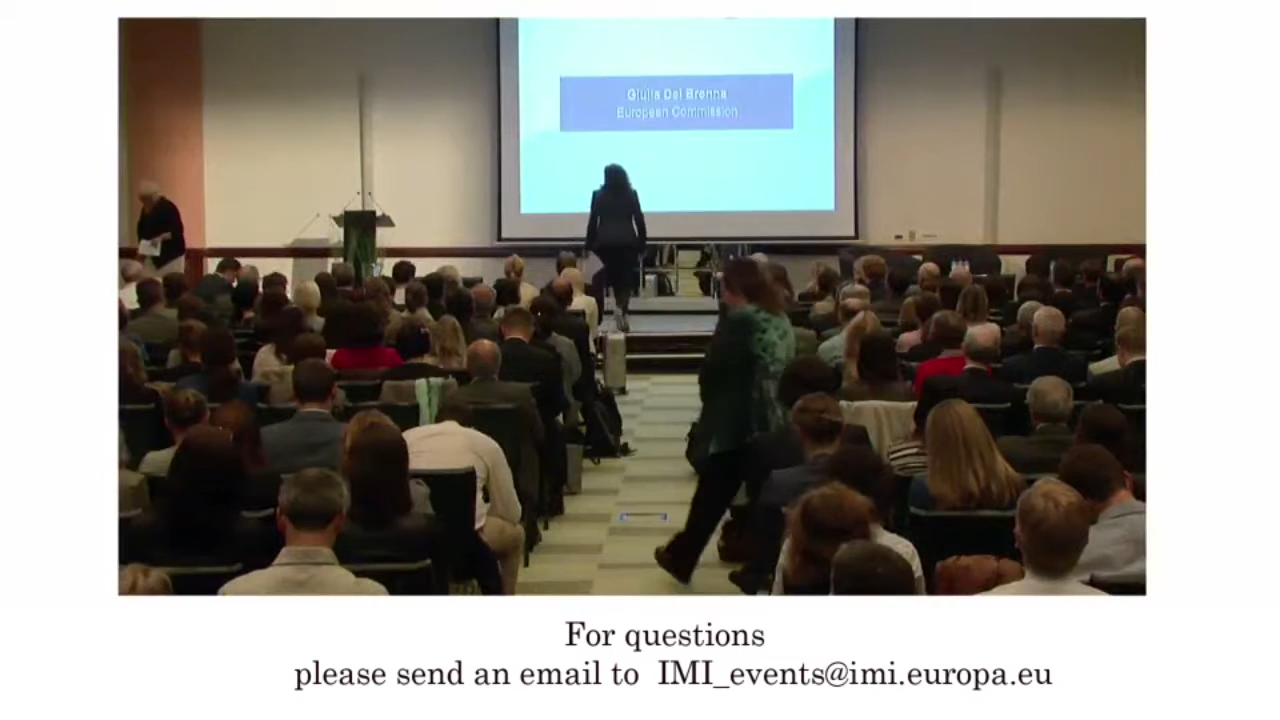 Giulia Del Brenna
European Commission
For questions
please send an email to IMI_events@imi.europa.eu